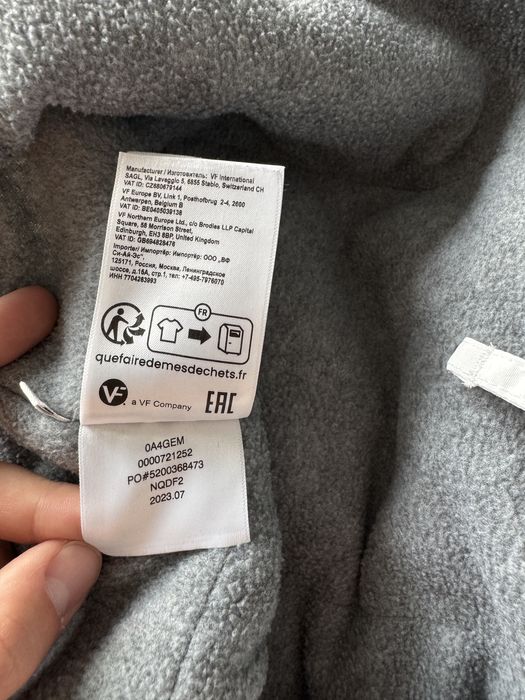 Manufacturer / Изготовитель: VF International
SAGL, Via Laveggio 5, 6855 Stabio, Switzerland CH
VAT ID: CZ680679144
VF Europe BV, Link 1, Posthofbrug 2-4, 2600
Antwerpen, Belgium B
VAT ID: BE0405039138
VF Northern Europe Ltd., c/o Brodies LLP Capital
Square, 58 Morrison Street,
Edinburgh, EH3 8BP, United Kingdom
VAT ID: GB694828476
Importer/ Импортёр: Импортёр: ООО „ВФ
Си-Ай-Эс“.
125171, Россия, Москва, Ленинградское
шоссе, д.16А, стр.1, тел: +7-495-7976070
ИНН 7704283993
FR
quefairedemesdechets.fr
VF. a VF Company EAC
0A4GEM
0000721252
PO#5200368473
NQDF2
2023.07